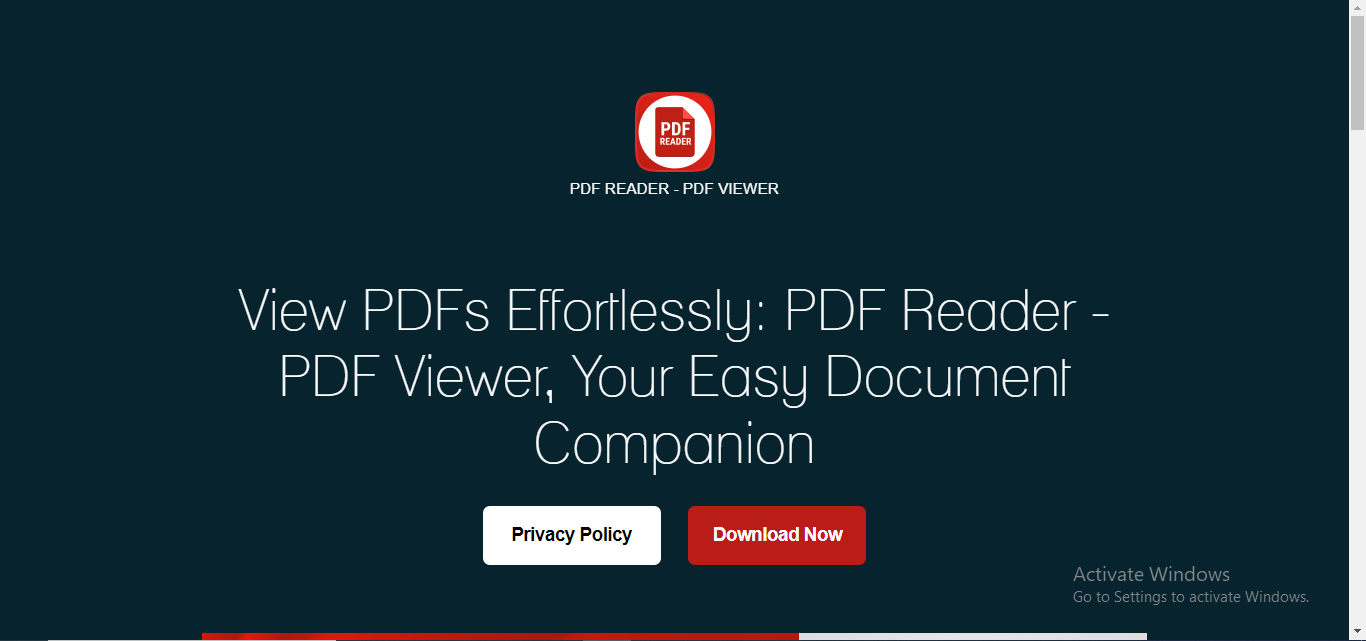 PDF
READER
PDF READER - PDF VIEWER
View PDFs Effortlessly: PDF Reader -
PDF Viewer, Your Easy Document
Companion
Privacy Policy
Download Now
Activate Windows
Go to Settings to activate Windows.